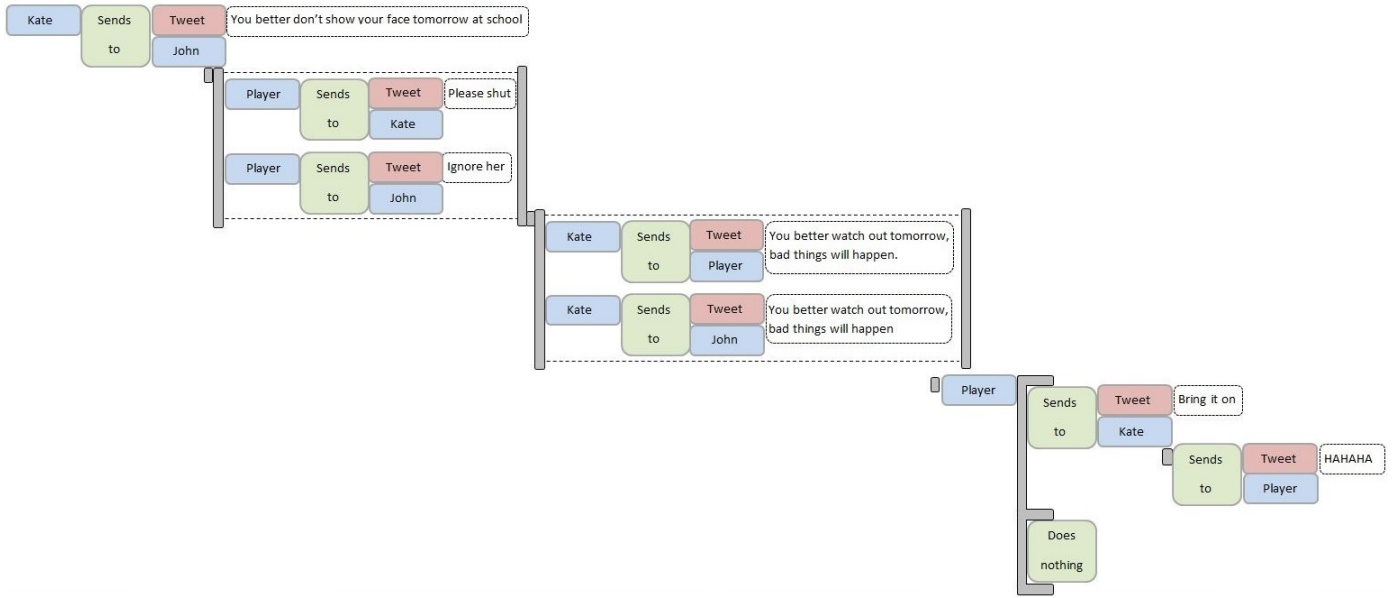 Kate Sends Tweet You better don't show your face tomorrow at school
to John
Player Sends Tweet Please shut
to Kate
Player Sends Tweet Ignore her
to John
Kate Sends Tweet You better watch out tomorrow,
to Player bad things will happen.
Kate Sends Tweet You better watch out tomorrow,
to John bad things will happen
Player Sends Tweet Bring it on
to Kate
Sends Tweet HAHAHA
to Player
Does
nothing